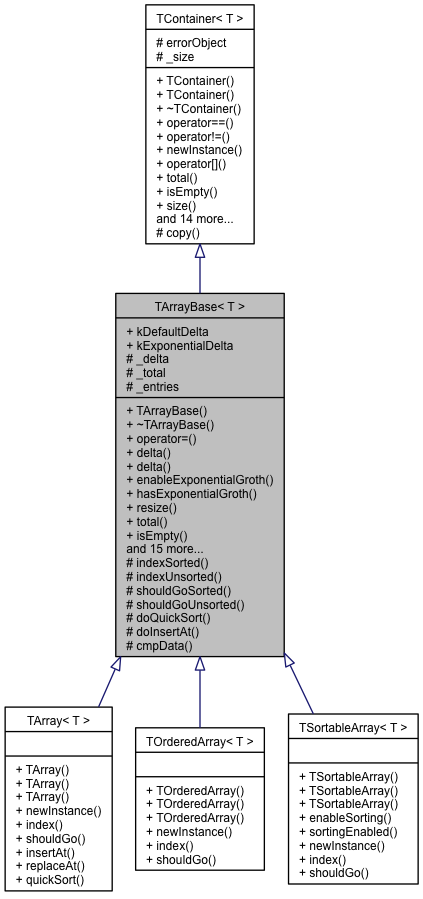 TContainer< T >
# errorObject
# _size
+ TContainer()
+ TContainer()
+ ~TContainer()
+ operator==()
+ operator!=()
+ newInstance()
+ operator[]()
+ total()
+ isEmpty()
+ size()
and 14 more...
# copy()
TArrayBase< T >
+ kDefaultDelta
+ kExponentialDelta
# _delta
# _total
# _entries
+ TArrayBase()
+ ~TArrayBase()
+ operator=()
+ delta()
+ delta()
+ enableExponentialGroth()
+ hasExponentialGroth()
+ resize()
+ total()
+ isEmpty()
and 15 more...
# indexSorted()
# indexUnsorted()
# shouldGoSorted()
# shouldGoUnsorted()
# doQuickSort()
# doInsertAt()
# cmpData()
TArray< T >
+ TArray()
+ TArray()
+ TArray()
+ newInstance()
+ index()
+ shouldGo()
+ insertAt()
+ replaceAt()
+ quickSort()
TOrderedArray< T >
+ TOrderedArray()
+ TOrderedArray()
+ TOrderedArray()
+ newInstance()
+ index()
+ shouldGo()
TSortableArray< T >
+ TSortableArray()
+ TSortableArray()
+ TSortableArray()
+ enableSorting()
+ sortingEnabled()
+ newInstance()
+ index()
+ shouldGo()